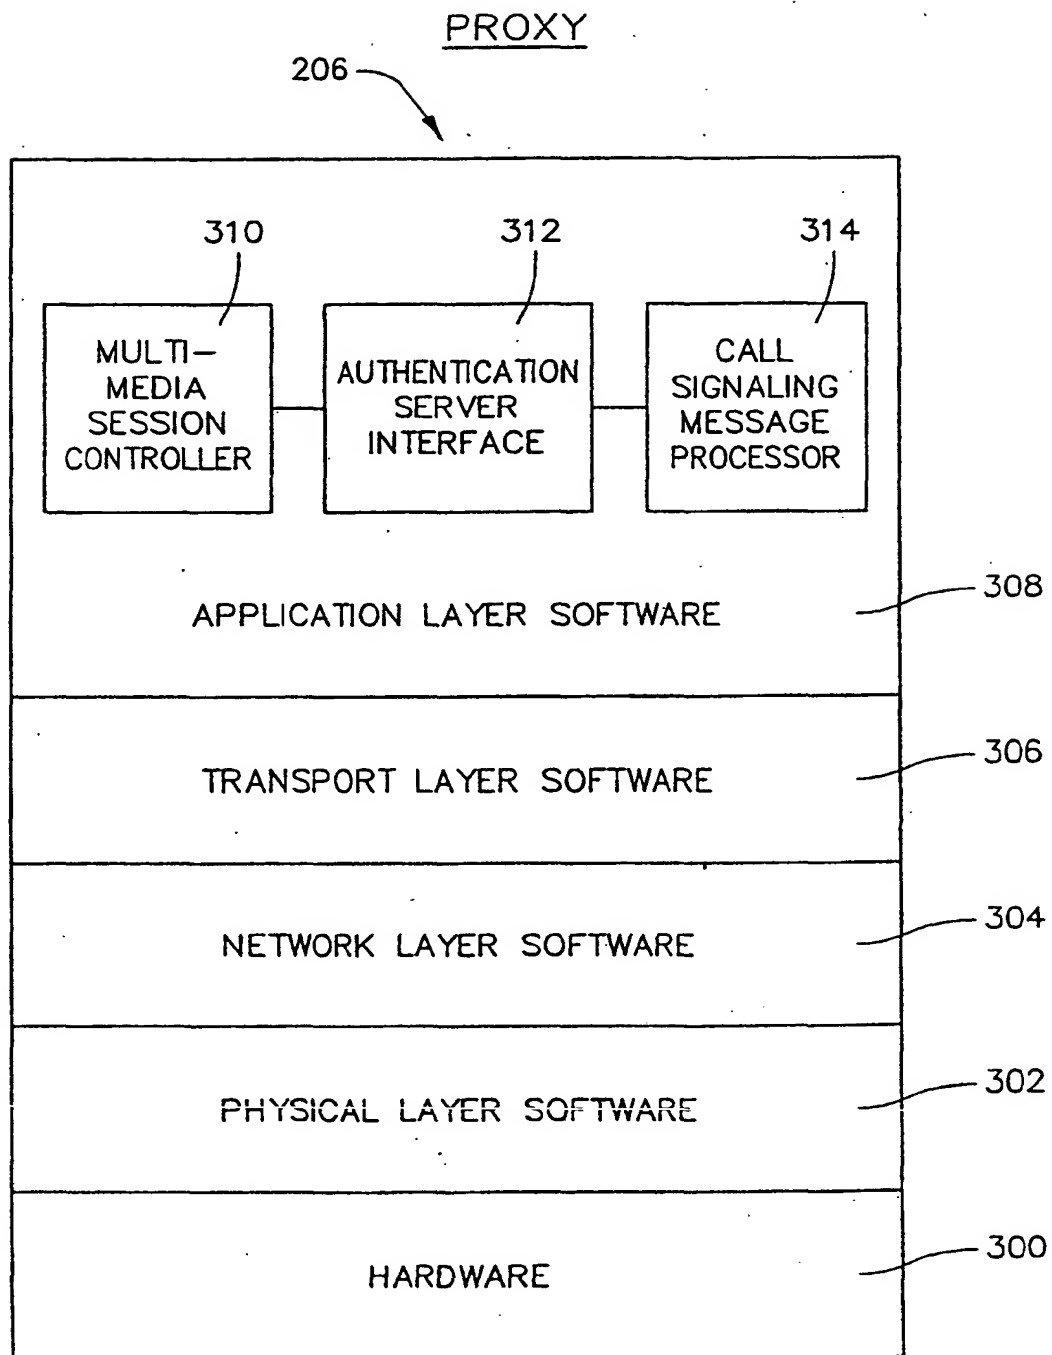 PROXY
206
310
312
314
MULTI-
MEDIA
SESSION
CONTROLLER
AUTHENTICATION
SERVER
INTERFACE
CALL
SIGNALING
MESSAGE
PROCESSOR
APPLICATION LAYER SOFTWARE
308
TRANSPORT LAYER SOFTWARE
306
NETWORK LAYER SOFTWARE
304
PHYSICAL LAYER SOFTWARE
302
HARDWARE
300